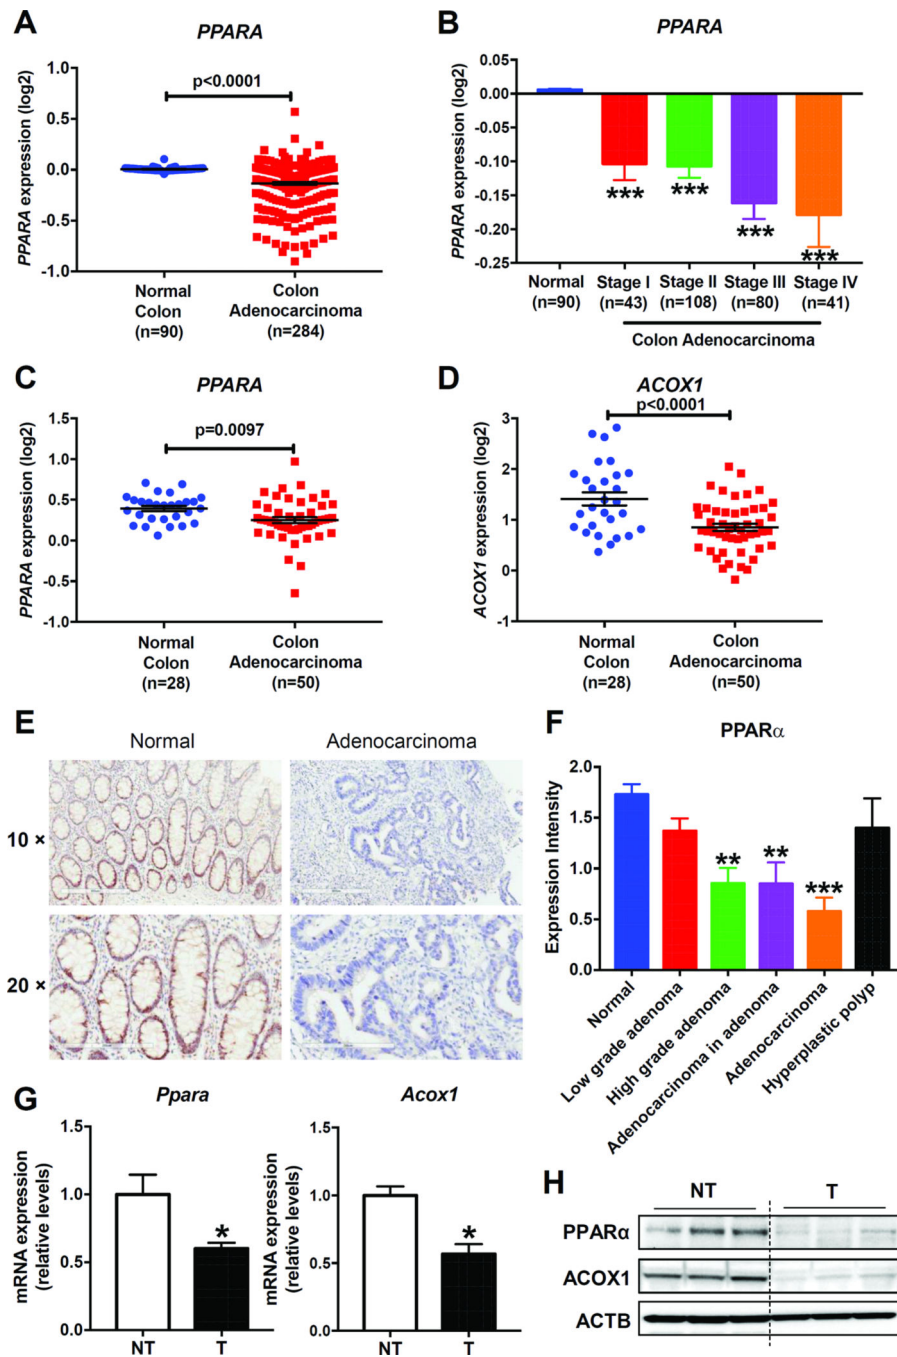 A
PPARA
PPARA expression (log2)
1.0
0.5
0.0
-0.5
-1.0
p<0.0001
Normal
Colon
(n=90)
Colon
Adenocarcinoma
(n=284)
B
PPARA
PPARA expression (log2)
0.05
0.00
-0.05
-0.10
-0.15
-0.20
-0.25
***
***
***
***
Normal
(n=90)
Stage I
(n=43)
Stage II
(n=108)
Stage III
(n=80)
Stage IV
(n=41)
Colon Adenocarcinoma
C
PPARA
PPARA expression (log2)
1.5
1.0
0.5
0.0
-0.5
-1.0
p=0.0097
Normal
Colon
(n=28)
Colon
Adenocarcinoma
(n=50)
D
ACOX1
ACOX1 expression (log2)
3
2
1
0
-1
p<0.0001
Normal
Colon
(n=28)
Colon
Adenocarcinoma
(n=50)
E
Normal
Adenocarcinoma
10 ×
20 ×
F
PPARα
Expression Intensity
2.0
1.5
1.0
0.5
0.0
**
**
***
Normal
Low grade adenoma
High grade adenoma
Adenocarcinoma in adenoma
Adenocarcinoma
Hyperplastic polyp
G
Ppara
mRNA expression
(relative levels)
1.5
1.0
0.5
0.0
*
NT
T
Acox1
mRNA expression
(relative levels)
1.5
1.0
0.5
0.0
*
NT
T
H
NT
T
PPARα
ACOX1
ACTB